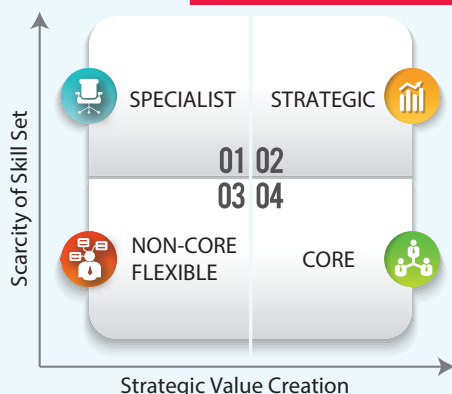 SPECIALIST
STRATEGIC
01
02
03
04
NON-CORE
FLEXIBLE
CORE
Scarcity of Skill Set
Strategic Value Creation